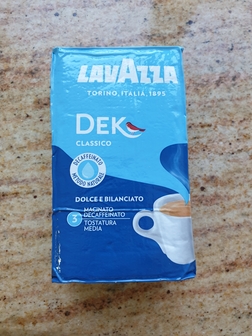 LAVAZZA
TORINO, ITALIA, 1895
DEK
CLASSICO
DECAFFEINATO
METODO NATURALE
DOLCE E BILANCIATO
MACINATO
DECAFFEINATO
3
TOSTATURA
MEDIA